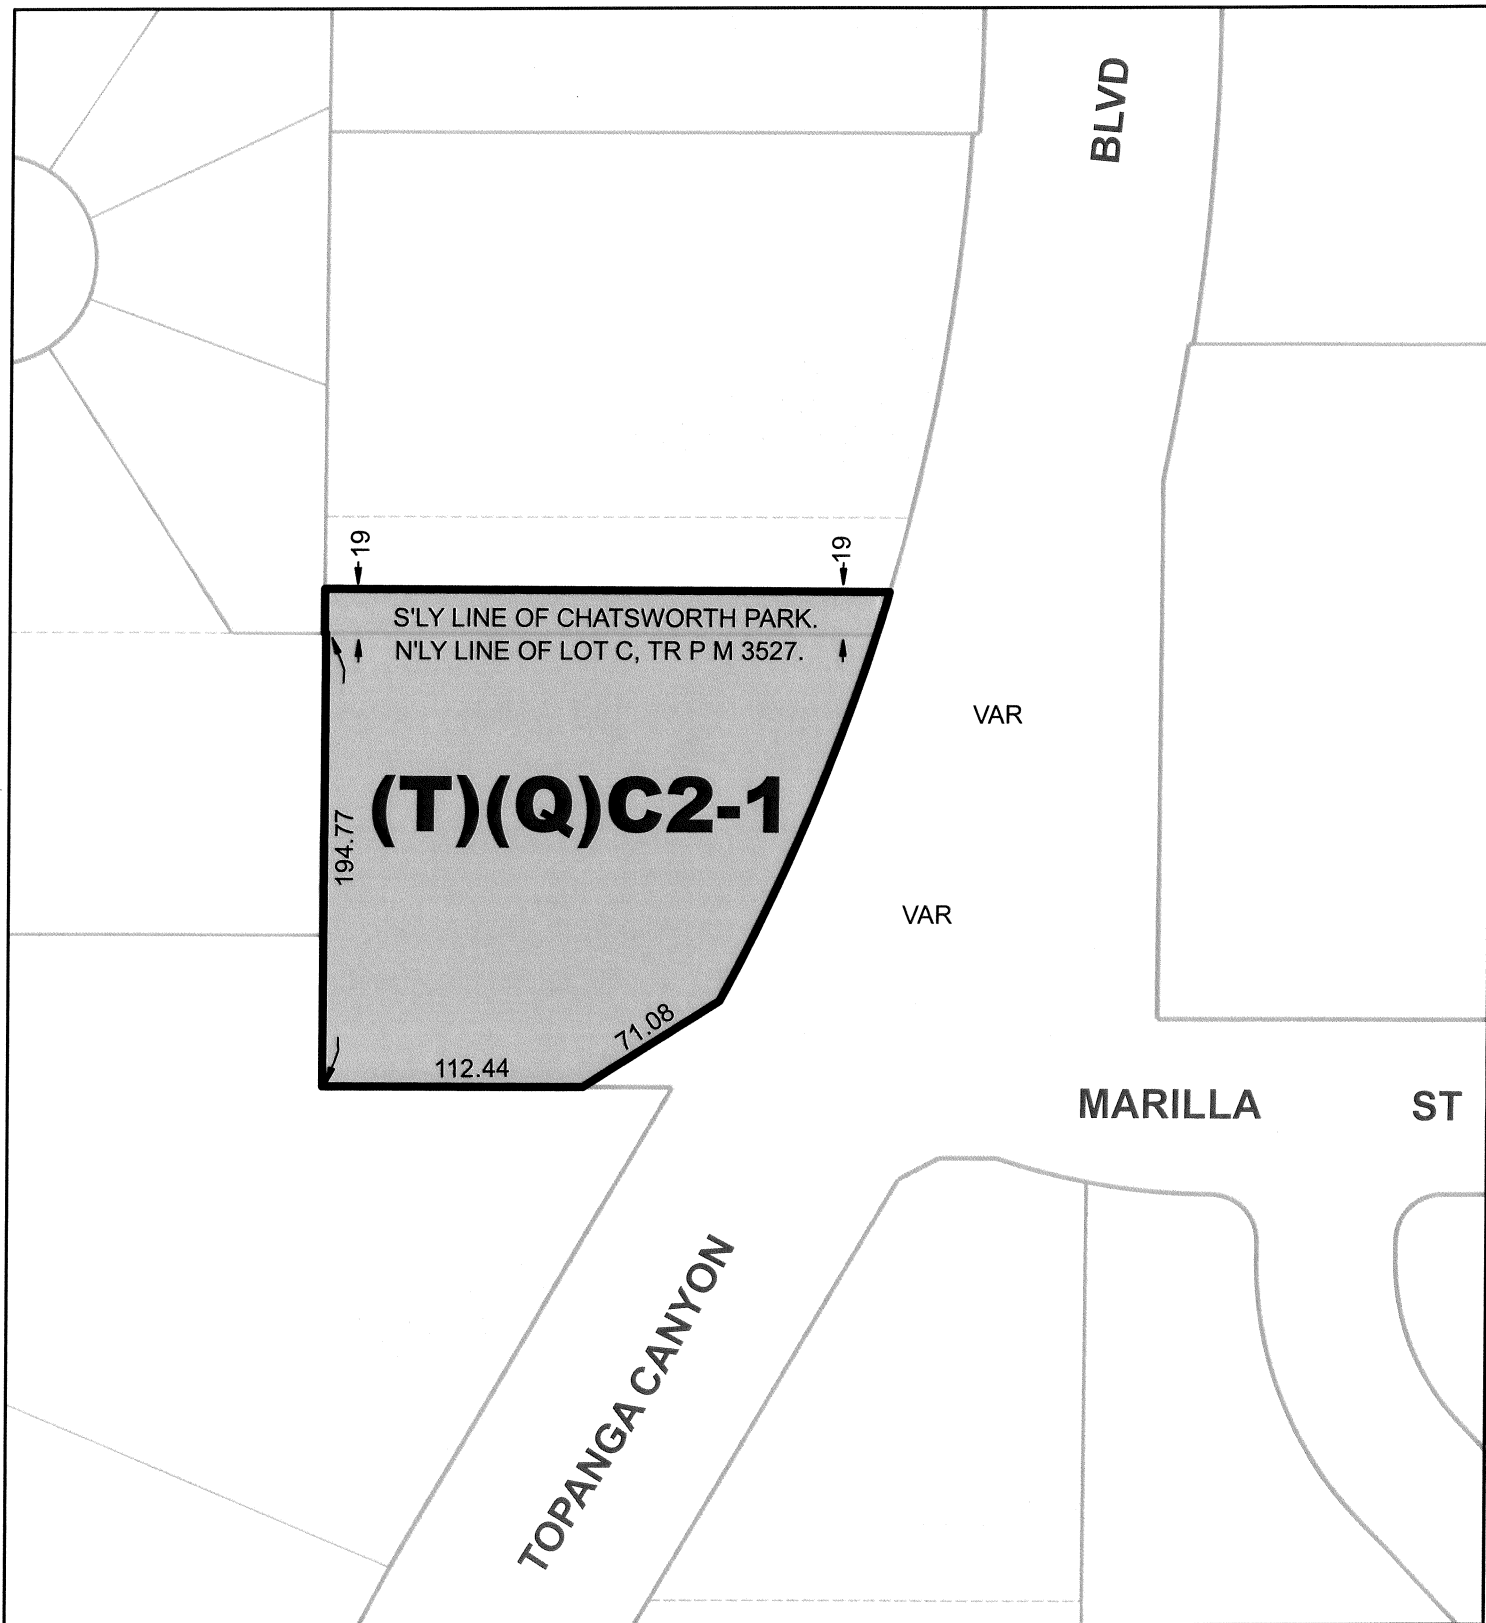 BLVD
19
19
S'LY LINE OF CHATSWORTH PARK.
N'LY LINE OF LOT C, TR P M 3527.
VAR
(T)(Q)C2-1
194.77
VAR
71.08
112.44
MARILLA ST
TOPANGA CANYON